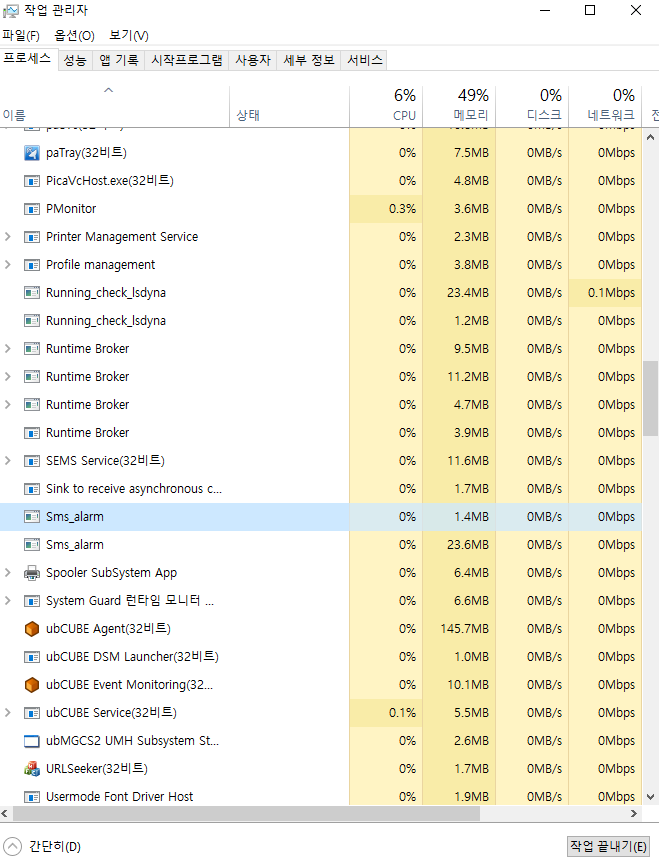 작업 관리자
파일(F) 옵션(O) 보기(V)
프로세스 성능 앱 기록 시작프로그램 사용자 세부 정보 서비스
6% 49% 0% 0%
이름 상태 CPU 메모리 디스크 네트워크
paTray(32비트) 0% 7.5MB 0MB/s 0Mbps
PicaVcHost.exe(32비트) 0% 4.8MB 0MB/s 0Mbps
PMonitor 0.3% 3.6MB 0MB/s 0Mbps
Printer Management Service 0% 2.3MB 0MB/s 0Mbps
Profile management 0% 3.8MB 0MB/s 0Mbps
Running_check_lsdyna 0% 23.4MB 0MB/s 0.1Mbps
Running_check_lsdyna 0% 1.2MB 0MB/s 0Mbps
Runtime Broker 0% 9.5MB 0MB/s 0Mbps
Runtime Broker 0% 11.2MB 0MB/s 0Mbps
Runtime Broker 0% 4.7MB 0MB/s 0Mbps
Runtime Broker 0% 3.9MB 0MB/s 0Mbps
SEMS Service(32비트) 0% 11.6MB 0MB/s 0Mbps
Sink to receive asynchronous c... 0% 1.7MB 0MB/s 0Mbps
Sms_alarm 0% 1.4MB 0MB/s 0Mbps
Sms_alarm 0% 23.6MB 0MB/s 0Mbps
Spooler SubSystem App 0% 6.4MB 0MB/s 0Mbps
System Guard 런타임 모니터 ... 0% 6.6MB 0MB/s 0Mbps
ubCUBE Agent(32비트) 0% 145.7MB 0MB/s 0Mbps
ubCUBE DSM Launcher(32비트) 0% 1.0MB 0MB/s 0Mbps
ubCUBE Event Monitoring(32... 0% 10.1MB 0MB/s 0Mbps
ubCUBE Service(32비트) 0.1% 5.5MB 0MB/s 0Mbps
ubMGCS2 UMH Subsystem St... 0% 2.6MB 0MB/s 0Mbps
URLSeeker(32비트) 0% 1.7MB 0MB/s 0Mbps
Usermode Font Driver Host 0% 1.9MB 0MB/s 0Mbps
간단히(D) 작업 끝내기(E)